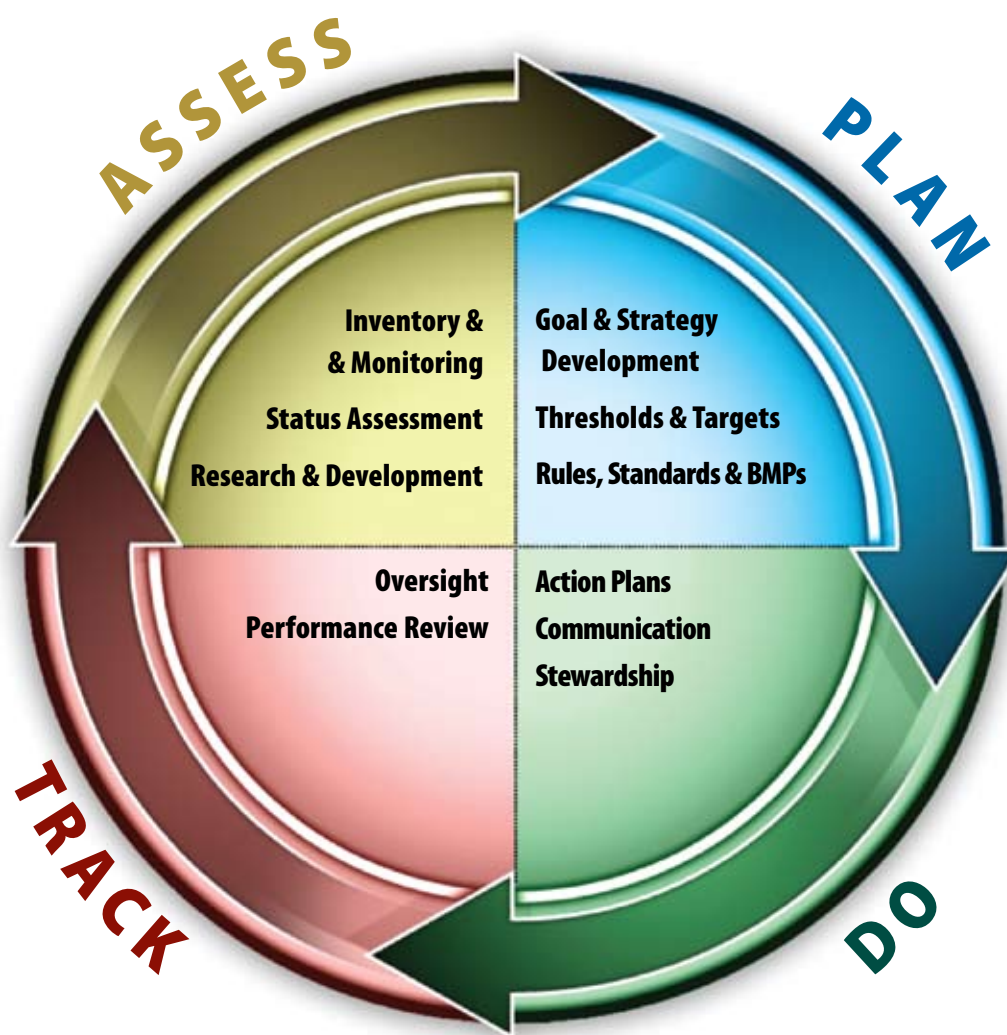 ASSESS
PLAN
Inventory &
& Monitoring
Status Assessment
Research & Development
Goal & Strategy
Development
Thresholds & Targets
Rules, Standards & BMPs
Oversight
Performance Review
Action Plans
Communication
Stewardship
TRACK
DO